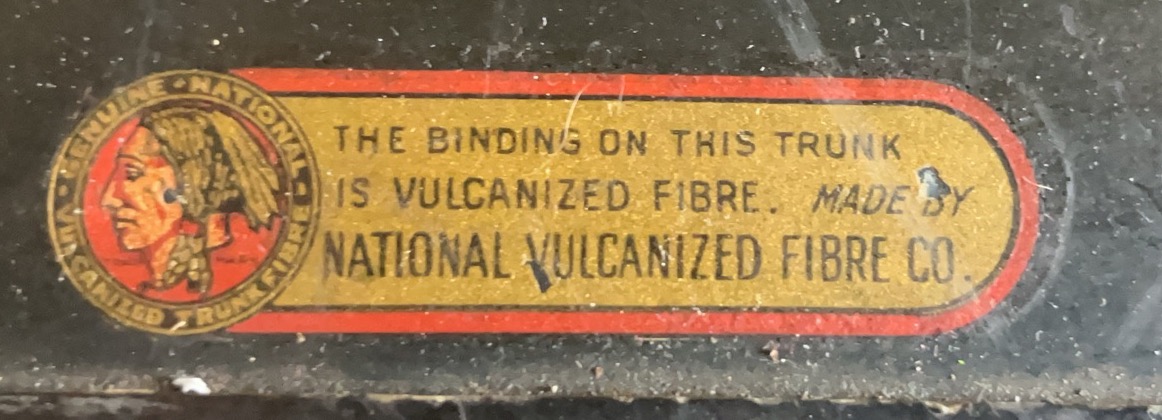 GENUINE · NATIONAL · VULCANIZED TRUNK FIBRE ·
THE BINDING ON THIS TRUNK
IS VULCANIZED FIBRE. MADE BY
NATIONAL VULCANIZED FIBRE CO.